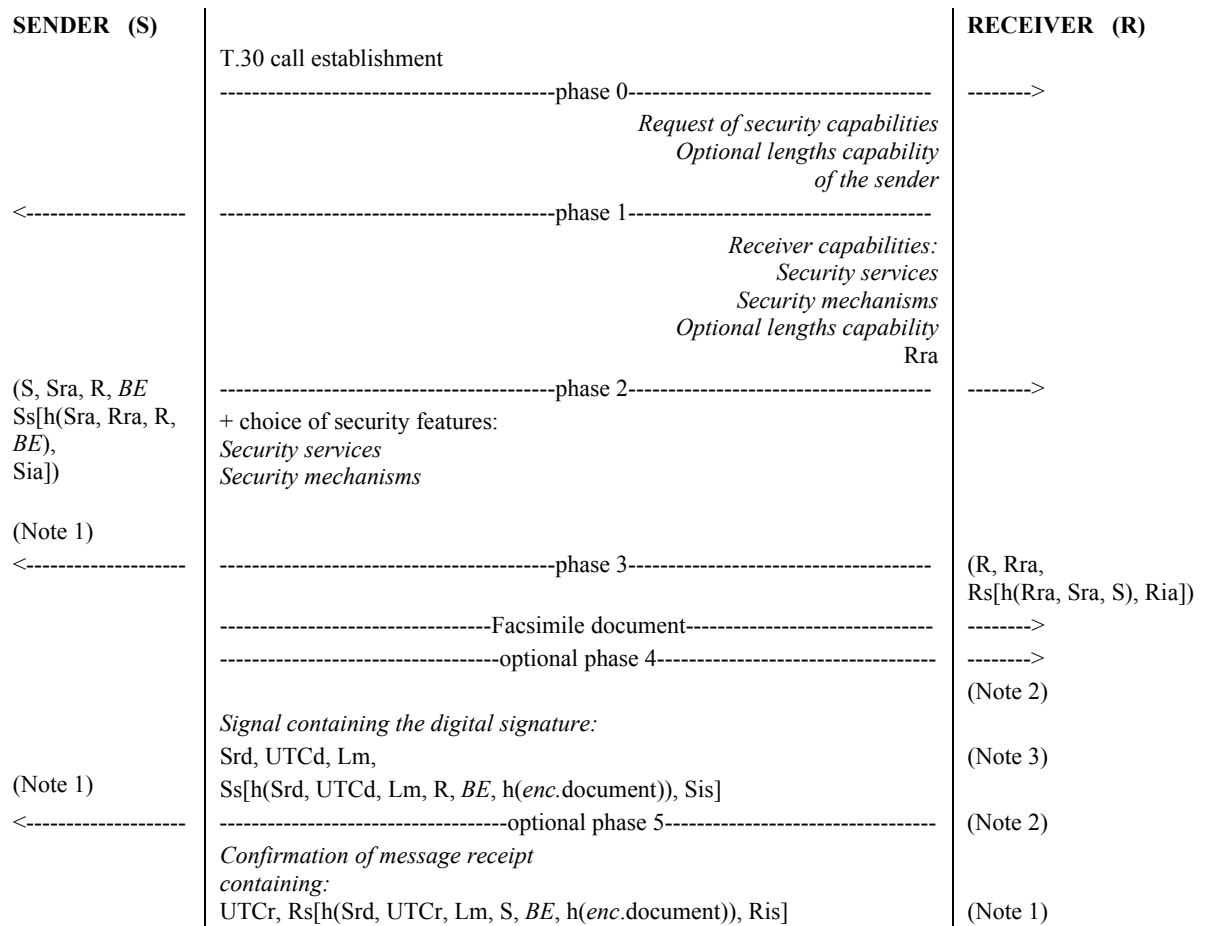 SENDER (S) RECEIVER (R)
T.30 call establishment
------------------------------------------phase 0-------------------------------------- -------->
Request of security capabilities
Optional lengths capability
of the sender
<-------------------- ------------------------------------------phase 1--------------------------------------
Receiver capabilities:
Security services
Security mechanisms
Optional lengths capability
Rra
(S, Sra, R, BE ------------------------------------------phase 2-------------------------------------- -------->
Ss[h(Sra, Rra, R, + choice of security features:
BE), Security services
Sia]) Security mechanisms
(Note 1)
<-------------------- ------------------------------------------phase 3-------------------------------------- (R, Rra,
Rs[h(Rra, Sra, S), Ria])
----------------------------------Facsimile document------------------------------- -------->
-----------------------------------optional phase 4----------------------------------- -------->
(Note 2)
Signal containing the digital signature:
Srd, UTCd, Lm, (Note 3)
(Note 1) Ss[h(Srd, UTCd, Lm, R, BE, h(enc.document)), Sis]
<-------------------- ------------------------------------optional phase 5---------------------------------- (Note 2)
Confirmation of message receipt
containing:
UTCr, Rs[h(Srd, UTCr, Lm, S, BE, h(enc.document)), Ris] (Note 1)